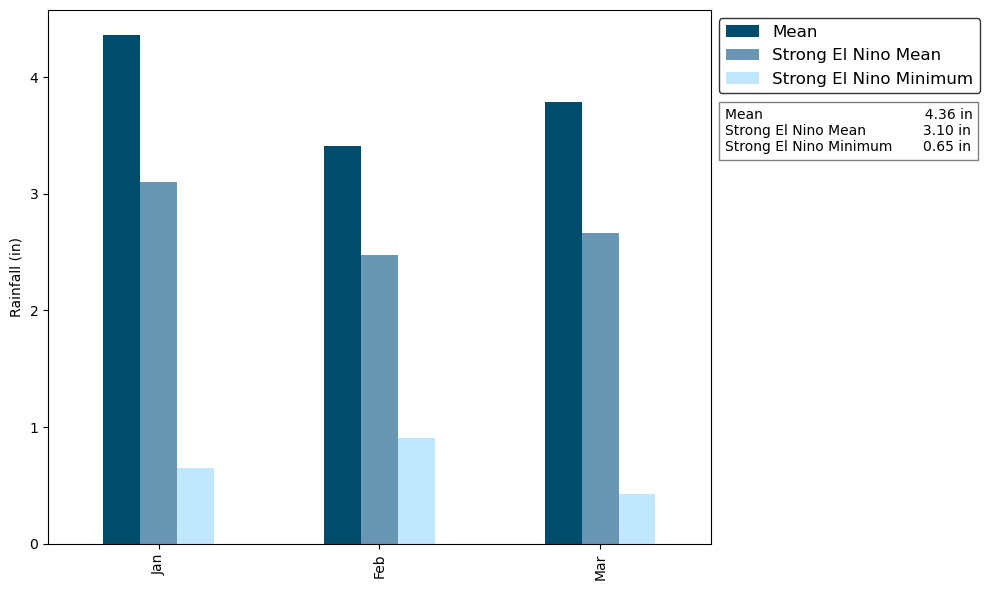 Mean
Strong El Nino Mean
Strong El Nino Minimum
Mean 4.36 in
Strong El Nino Mean 3.10 in
Strong El Nino Minimum 0.65 in
Rainfall (in)
4
3
2
1
0
Jan
Feb
Mar